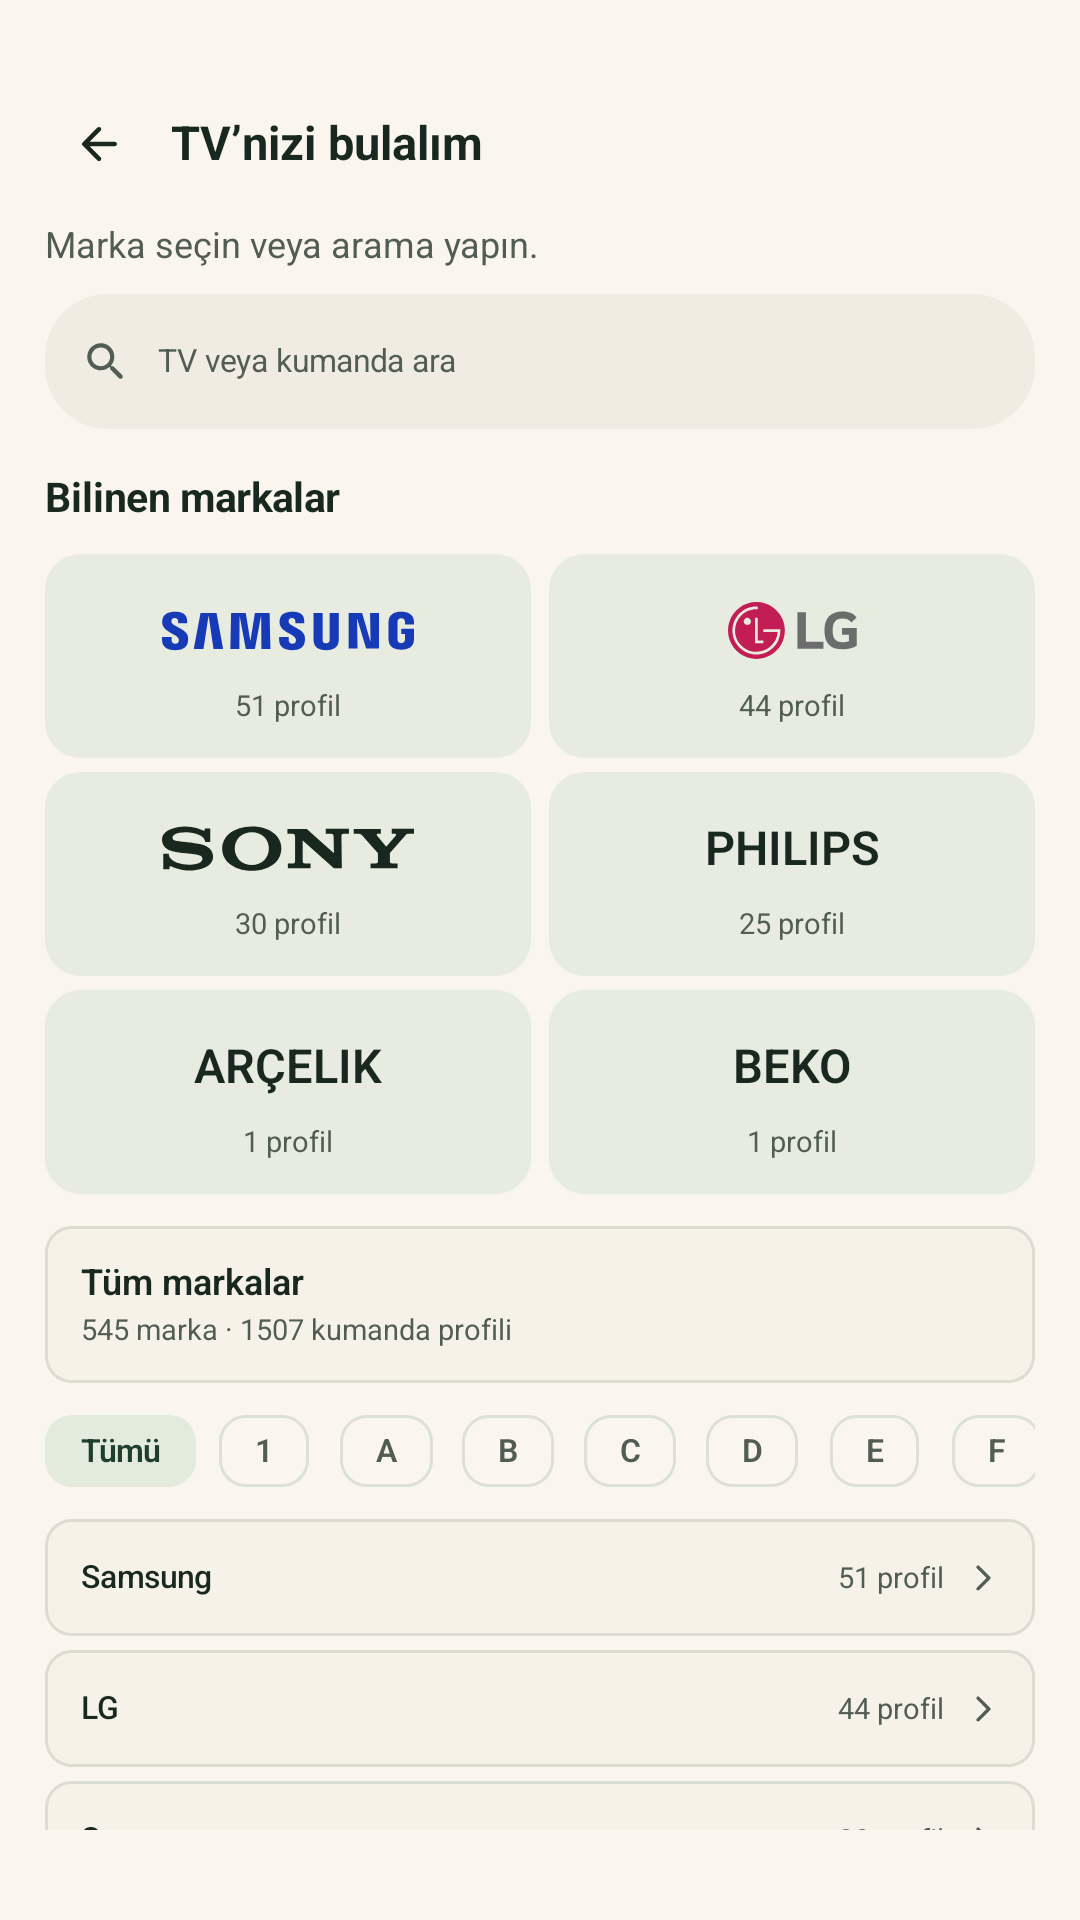 TV’nizi bulalım
Marka seçin veya arama yapın.
TV veya kumanda ara
Bilinen markalar
SAMSUNG
51 profil
LG
44 profil
SONY
30 profil
PHILIPS
25 profil
ARÇELIK
1 profil
BEKO
1 profil
Tüm markalar
545 marka · 1507 kumanda profili
Tümü 1 A B C D E F
Samsung 51 profil
LG 44 profil